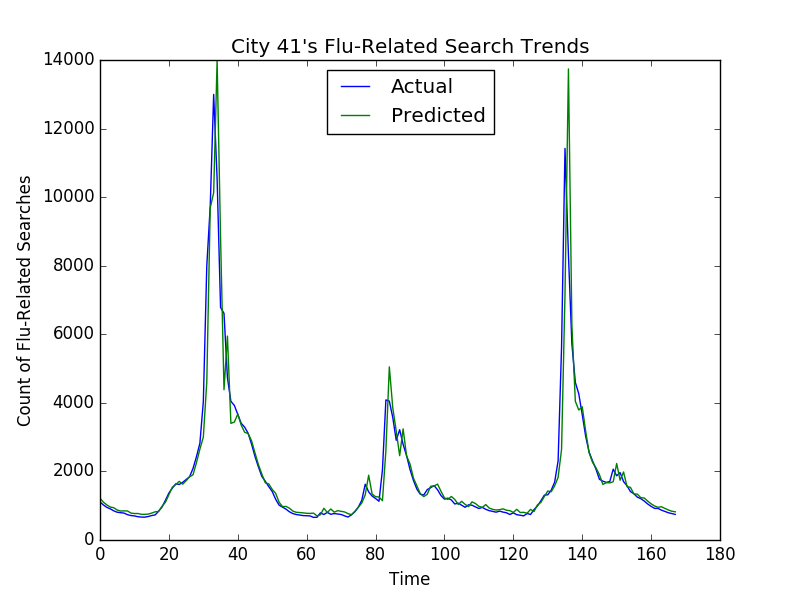 City 41's Flu-Related Search Trends
Actual
Predicted
Count of Flu-Related Searches
14000
12000
10000
8000
6000
4000
2000
0
0 20 40 60 80 100 120 140 160 180
Time